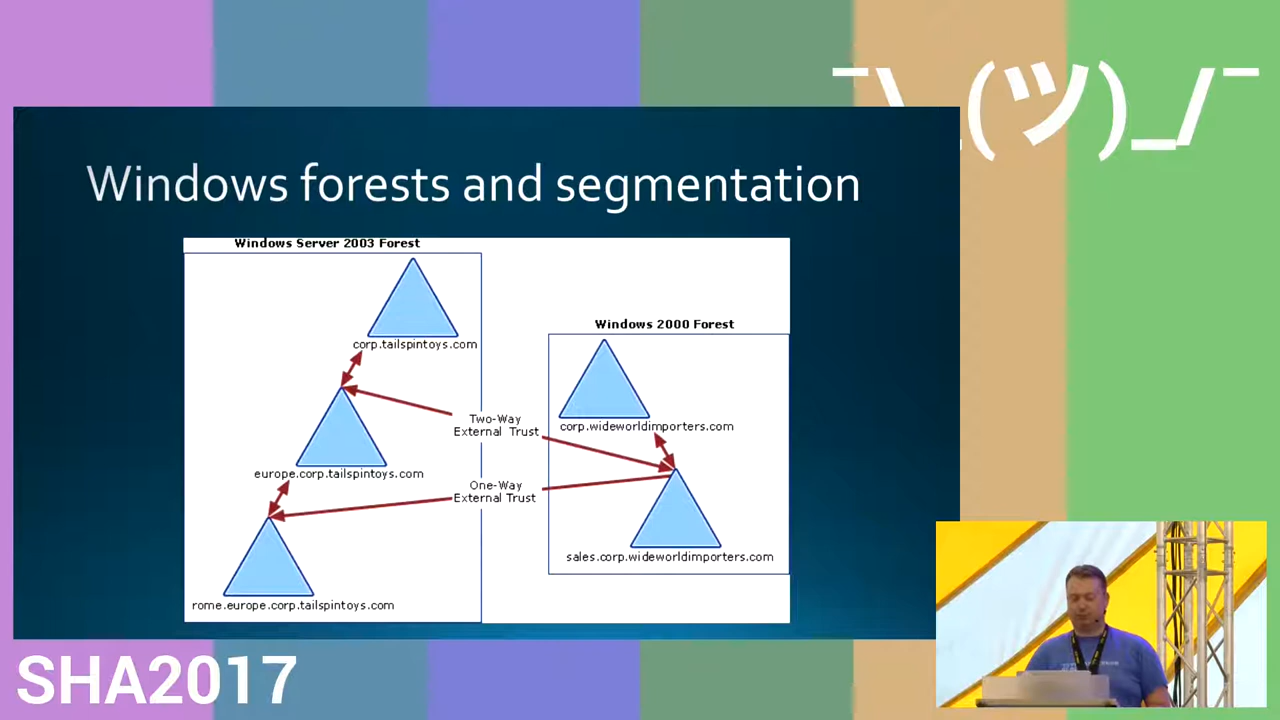 ¯\_(ツ)_/¯
Windows forests and segmentation
Windows Server 2003 Forest
corp.tailspintoys.com
Windows 2000 Forest
corp.wideworldimporters.com
Two-Way
External Trust
europe.corp.tailspintoys.com
One-Way
External Trust
sales.corp.wideworldimporters.com
rome.europe.corp.tailspintoys.com
SHA2017